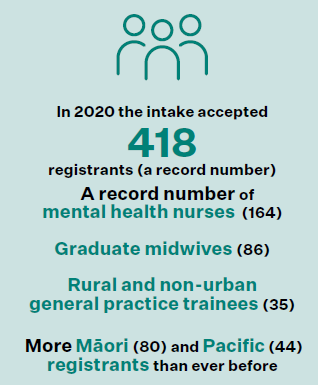 In 2020 the intake accepted
418
registrants (a record number)
A record number of
mental health nurses (164)
Graduate midwives (86)
Rural and non-urban
general practice trainees (35)
More Māori (80) and Pacific (44)
registrants than ever before